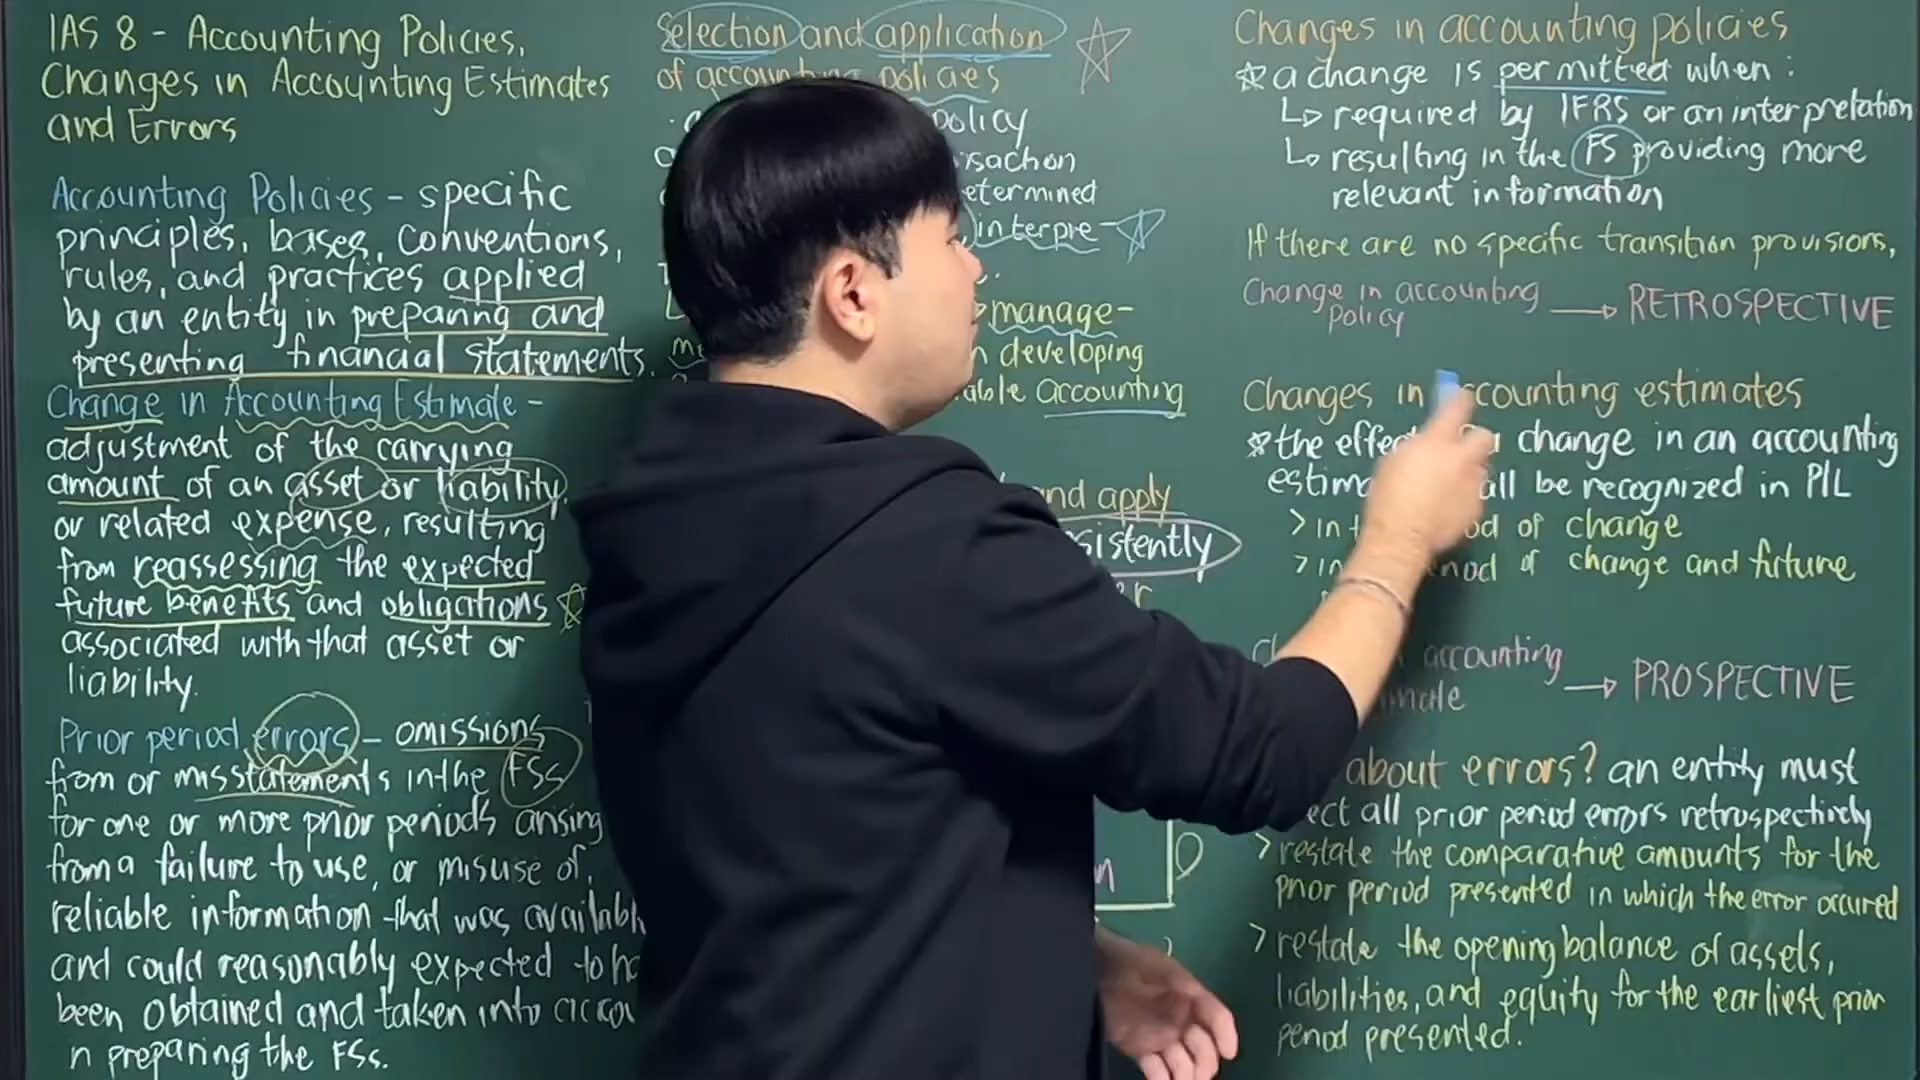 IAS 8 - Accounting Policies,
Changes in Accounting Estimates
and Errors
Accounting Policies - specific
principles, bases, conventions,
rules, and practices applied
by an entity in preparing and
presenting financial statements.
Change in Accounting Estimate -
adjustment of the carrying
amount of an asset or liability,
or related expense, resulting
from reassessing the expected
future benefits and obligations
associated with that asset or
liability.
Prior period errors - omissions
from or misstatements in the FSs
for one or more prior periods arising
from a failure to use, or misuse of,
reliable information that was availabl
and could reasonably expected to ha
been obtained and taken into accou
n preparing the FSs.
Selection and application
of accounting policies
policy
determined
interpre-
manage-
developing
able accounting
and apply
sistently
Changes in accounting policies
a change is permitted when:
↳ required by IFRS or an interpretation
↳ resulting in the FS providing more
relevant information
If there are no specific transition provisions,
Change in accounting → RETROSPECTIVE
policy
Changes in accounting estimates
the effect change in an accounting
estima all be recognized in P/L
> in t od of change
> in of change and future
accounting → PROSPECTIVE
about errors? an entity must
ect all prior period errors retrospectively
> restate the comparative amounts for the
prior period presented in which the error occured
> restate the opening balance of assets,
liabilities, and equity for the earliest prior
period presented.